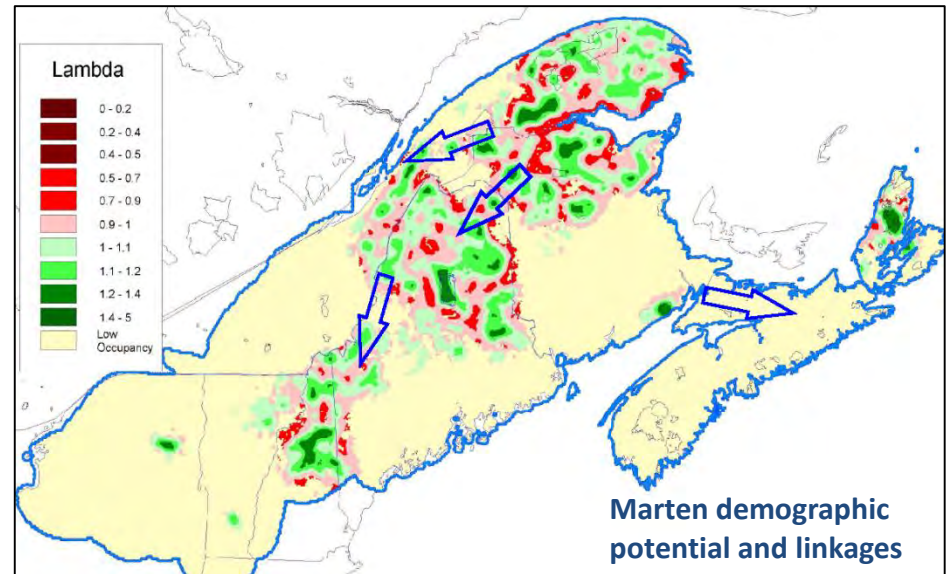 Lambda
0 - 0.2
0.2 - 0.4
0.4 - 0.5
0.5 - 0.7
0.7 - 0.9
0.9 - 1
1 - 1.1
1.1 - 1.2
1.2 - 1.4
1.4 - 5
Low
Occupancy
Marten demographic
potential and linkages